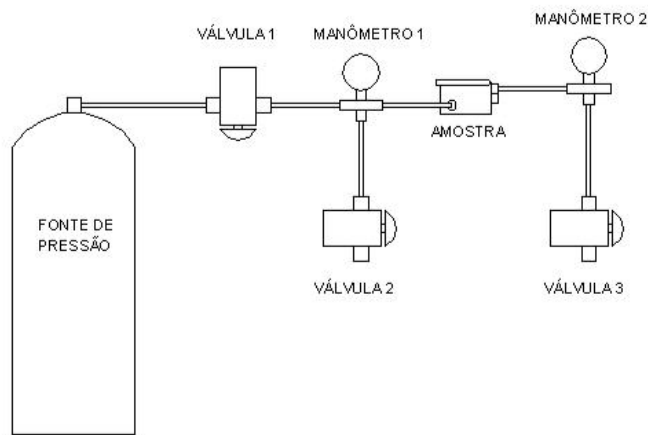 VÁLVULA 1
MANÔMETRO 1
MANÔMETRO 2
AMOSTRA
FONTE DE
PRESSÃO
VÁLVULA 2
VÁLVULA 3